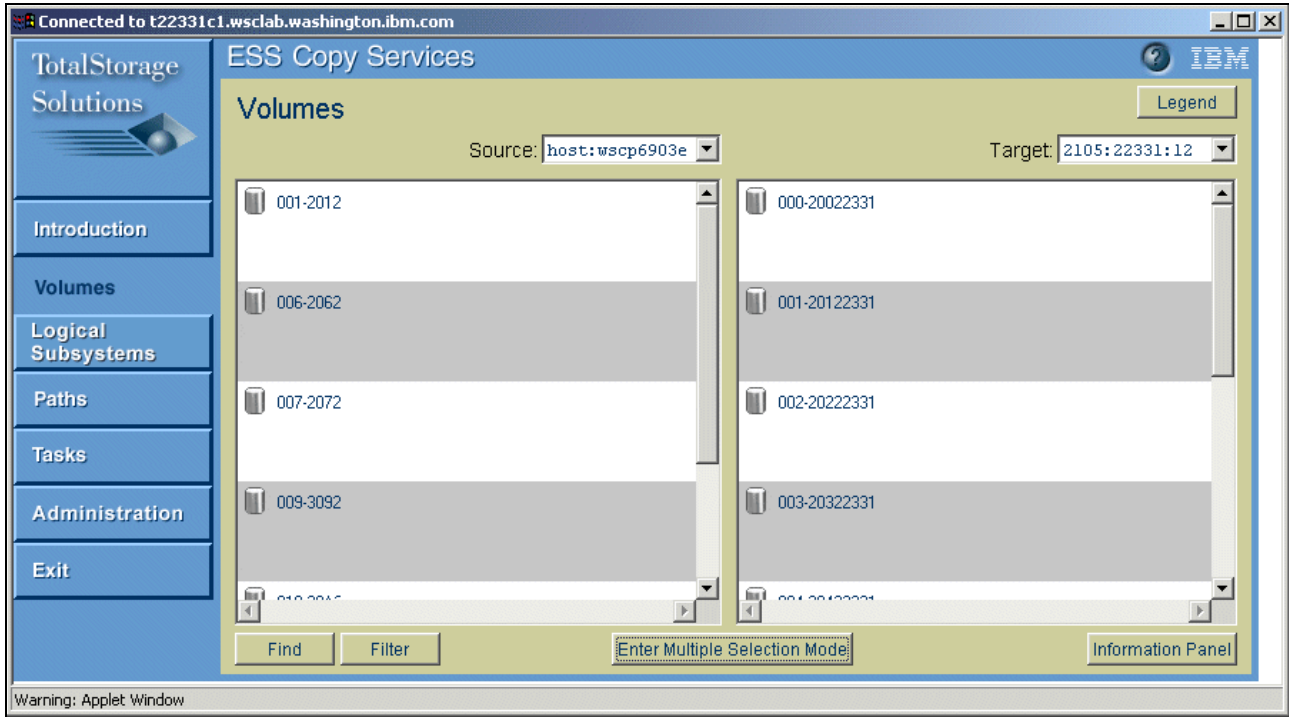 Connected to t22331c1.wsclab.washington.ibm.com
TotalStorage
Solutions
ESS Copy Services
?
IBM
Volumes
Legend
Source: host:wscp6903e
Target: 2105:22331:12
Introduction
Volumes
Logical
Subsystems
Paths
Tasks
Administration
Exit
001-2012
006-2062
007-2072
009-3092
000-20022331
001-20122331
002-20222331
003-20322331
Find
Filter
Enter Multiple Selection Mode
Information Panel
Warning: Applet Window